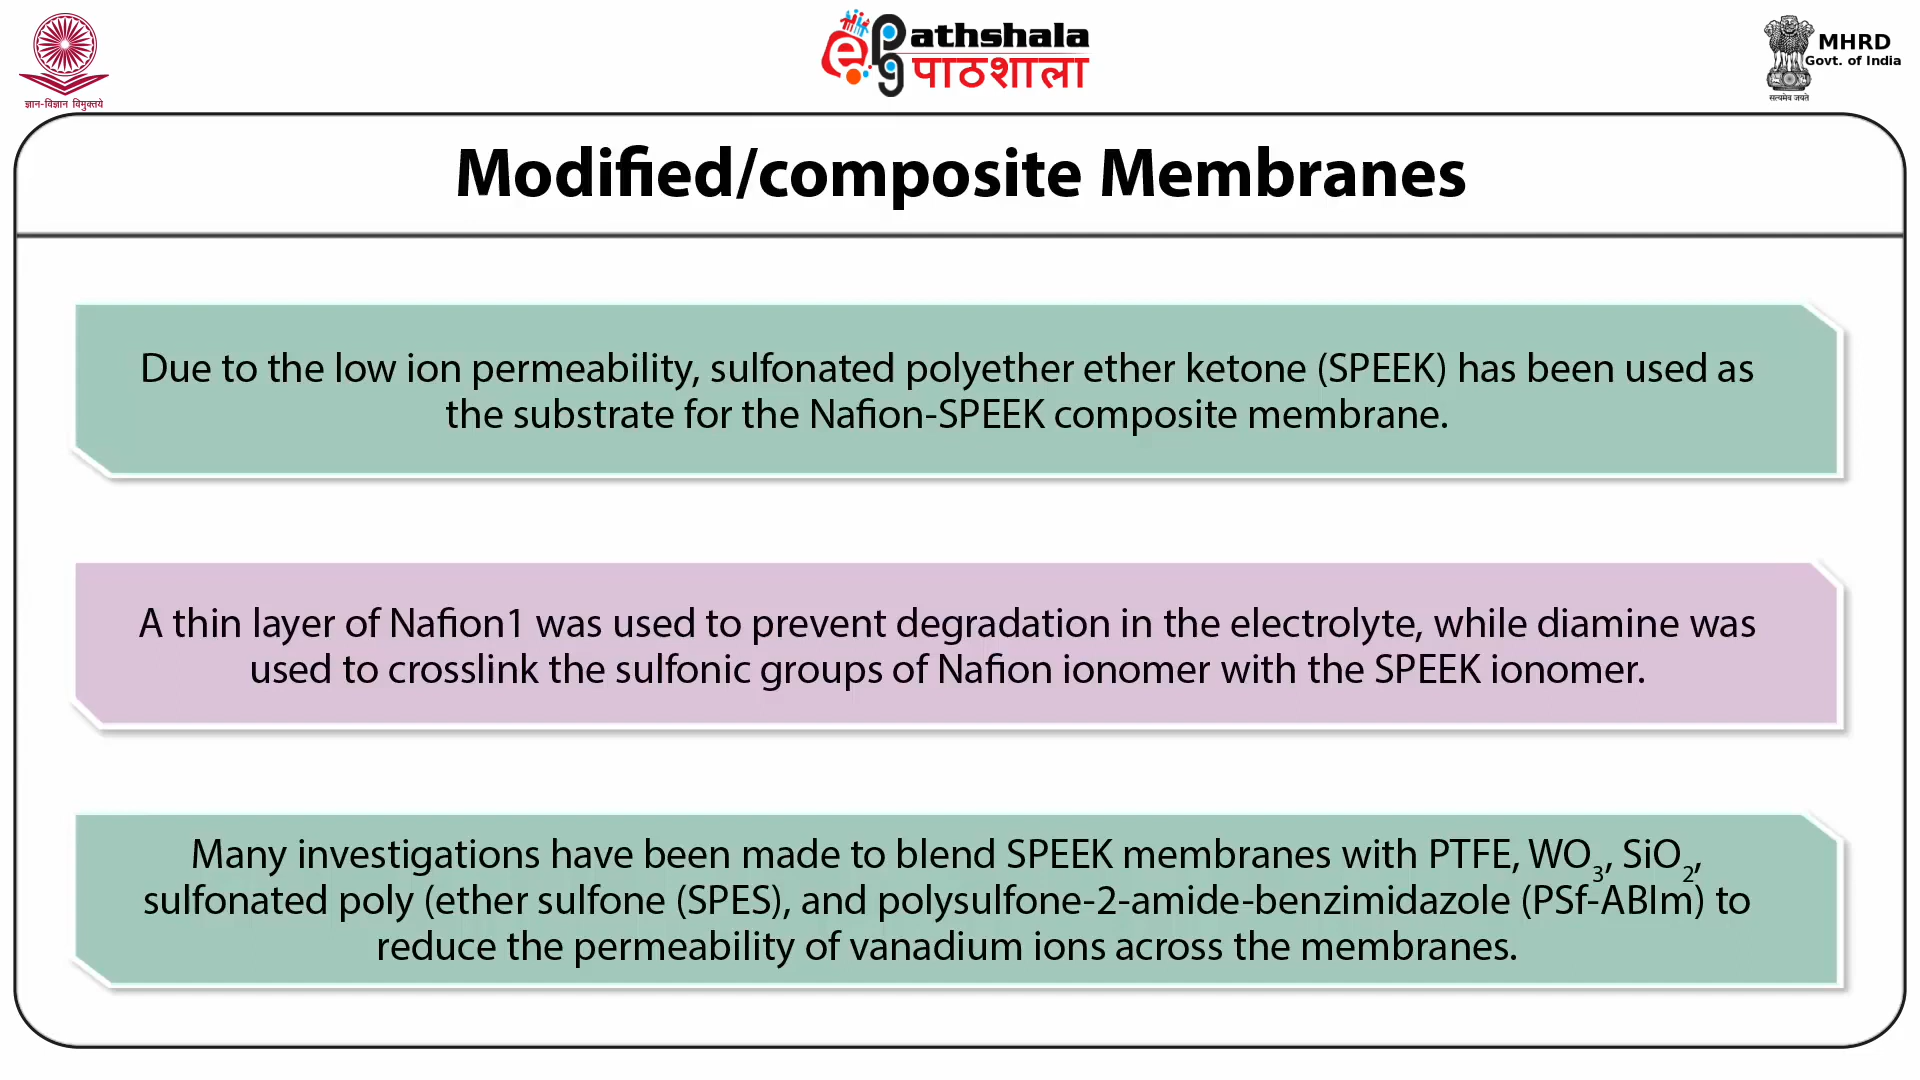 ज्ञान-विज्ञान विमुक्तये
ePathshala
पाठशाला
MHRD
Govt. of India
सत्यमेव जयते
Modified/composite Membranes
Due to the low ion permeability, sulfonated polyether ether ketone (SPEEK) has been used as
the substrate for the Nafion-SPEEK composite membrane.
A thin layer of Nafion1 was used to prevent degradation in the electrolyte, while diamine was
used to crosslink the sulfonic groups of Nafion ionomer with the SPEEK ionomer.
Many investigations have been made to blend SPEEK membranes with PTFE, WO₃, SiO₂,
sulfonated poly (ether sulfone (SPES), and polysulfone-2-amide-benzimidazole (PSf-ABIm) to
reduce the permeability of vanadium ions across the membranes.